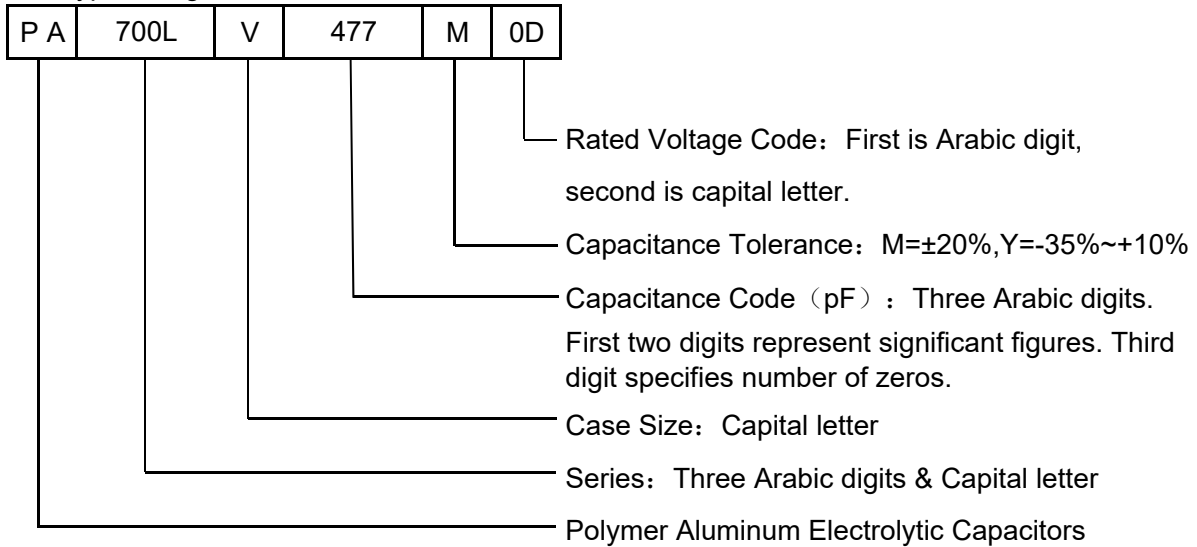 P A 700L V 477 M 0D
Rated Voltage Code：First is Arabic digit,
second is capital letter.
Capacitance Tolerance：M=±20%,Y=-35%~+10%
Capacitance Code（pF）：Three Arabic digits.
First two digits represent significant figures. Third
digit specifies number of zeros.
Case Size：Capital letter
Series：Three Arabic digits & Capital letter
Polymer Aluminum Electrolytic Capacitors